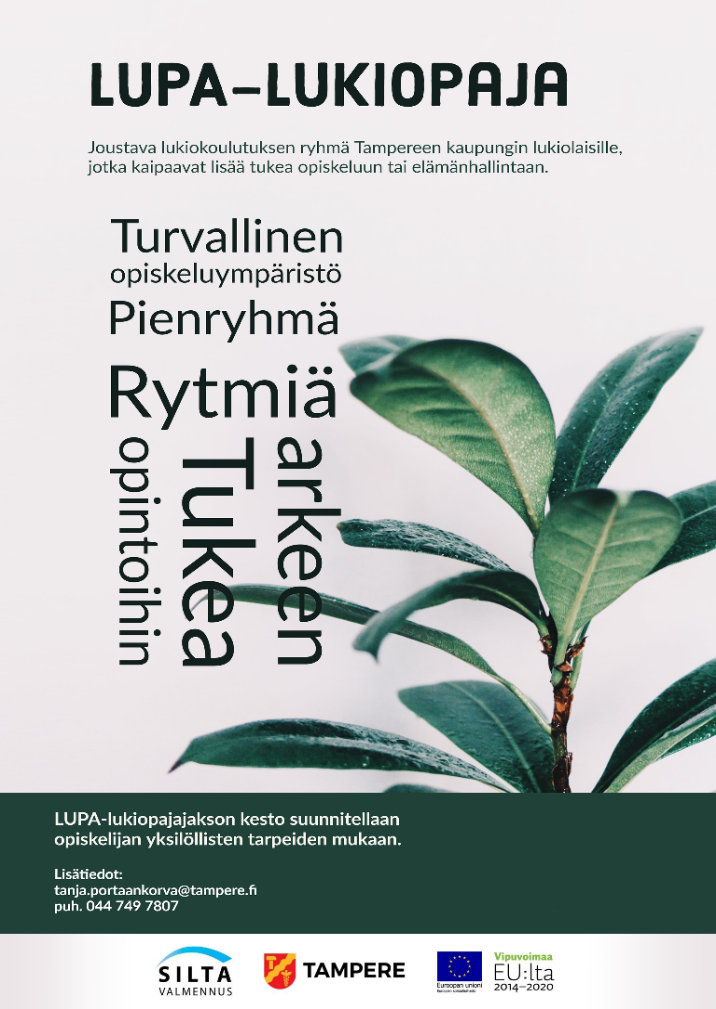 LUPA-LUKIOPAJA
Joustava lukiokoulutuksen ryhmä Tampereen kaupungin lukiolaisille,
jotka kaipaavat lisää tukea opiskeluun tai elämänhallintaan.
Turvallinen
opiskeluympäristö
Pienryhmä
Rytmiä
arkeen
Tukea
opintoihin
LUPA-lukiopajajakson kesto suunnitellaan
opiskelijan yksilöllisten tarpeiden mukaan.
Lisätiedot:
tanja.portaankorva@tampere.fi
puh. 044 749 7807
SILTA
VALMENNUS
TAMPERE
Euroopan unioni
Vipuvoimaa
EU:lta
2014–2020